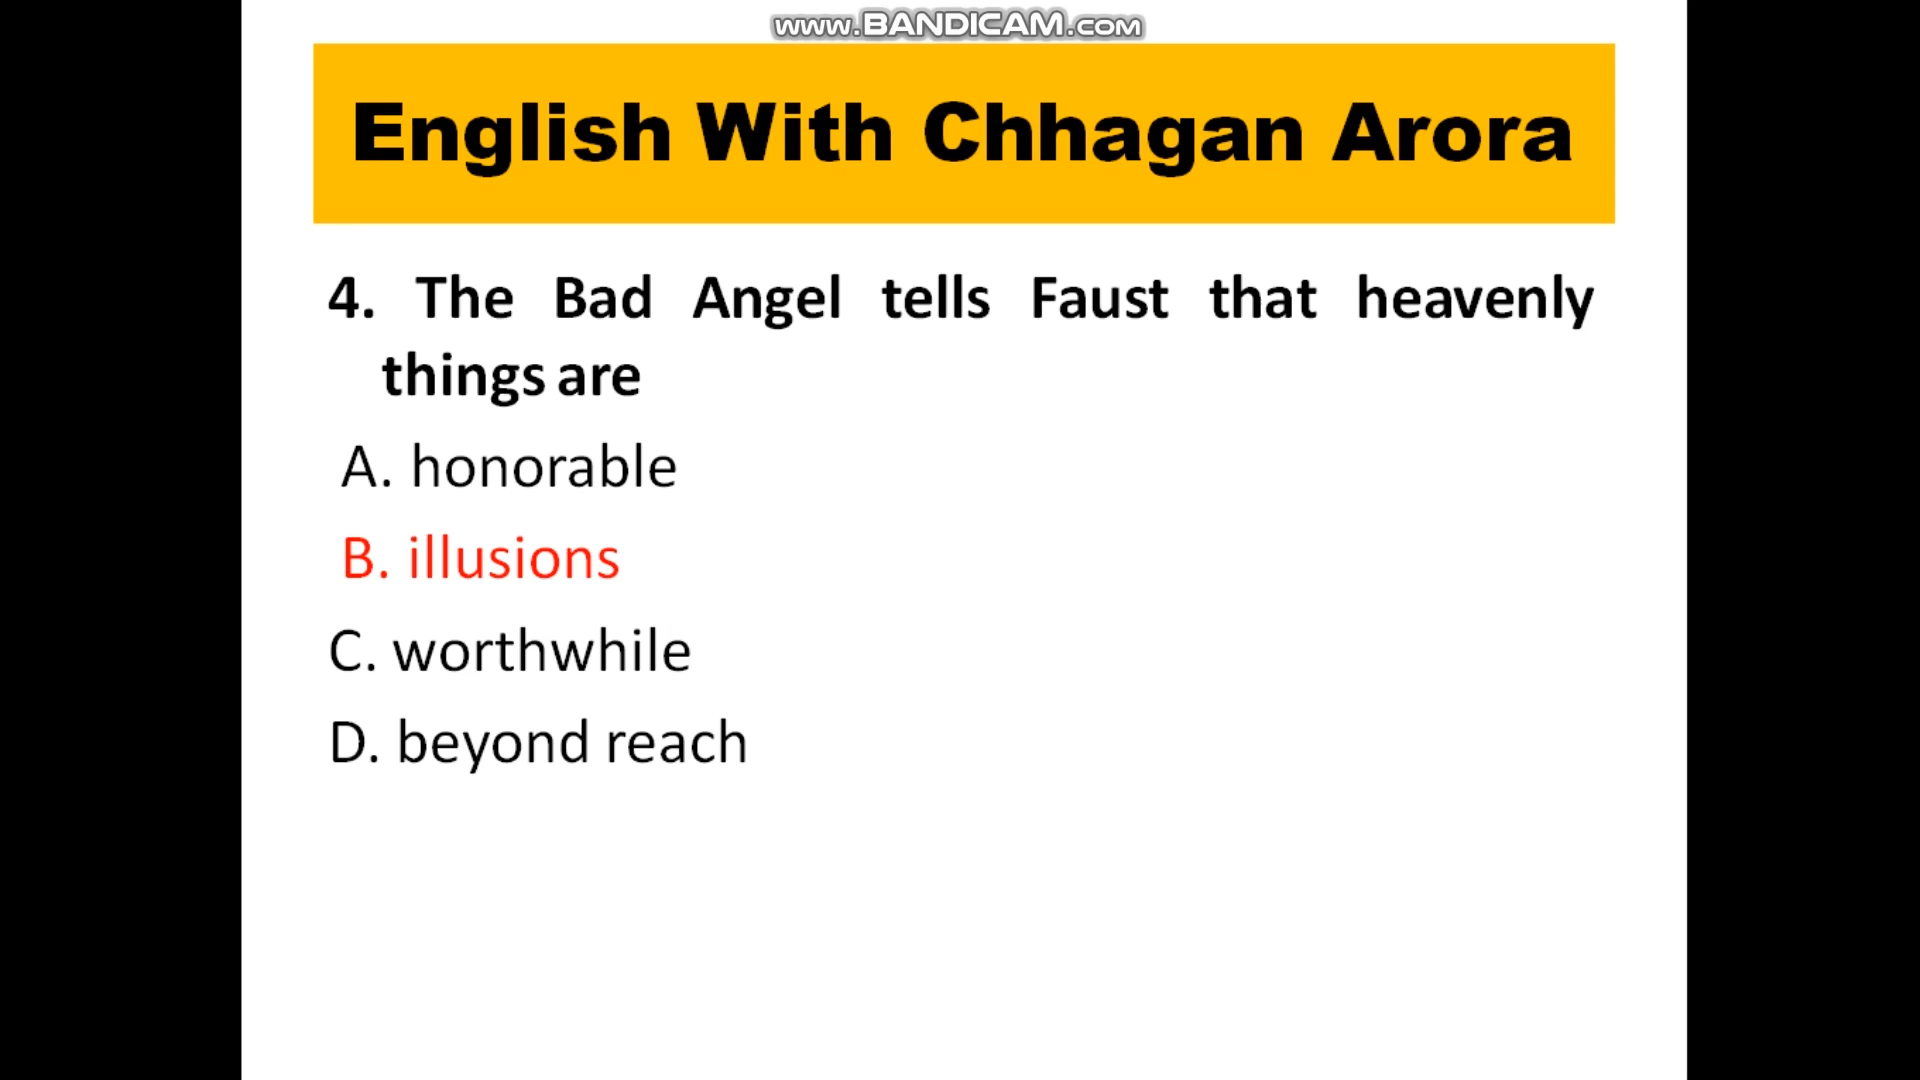 www.BANDICAM.com
English With Chhagan Arora
4. The Bad Angel tells Faust that heavenly
things are
A. honorable
B. illusions
C. worthwhile
D. beyond reach